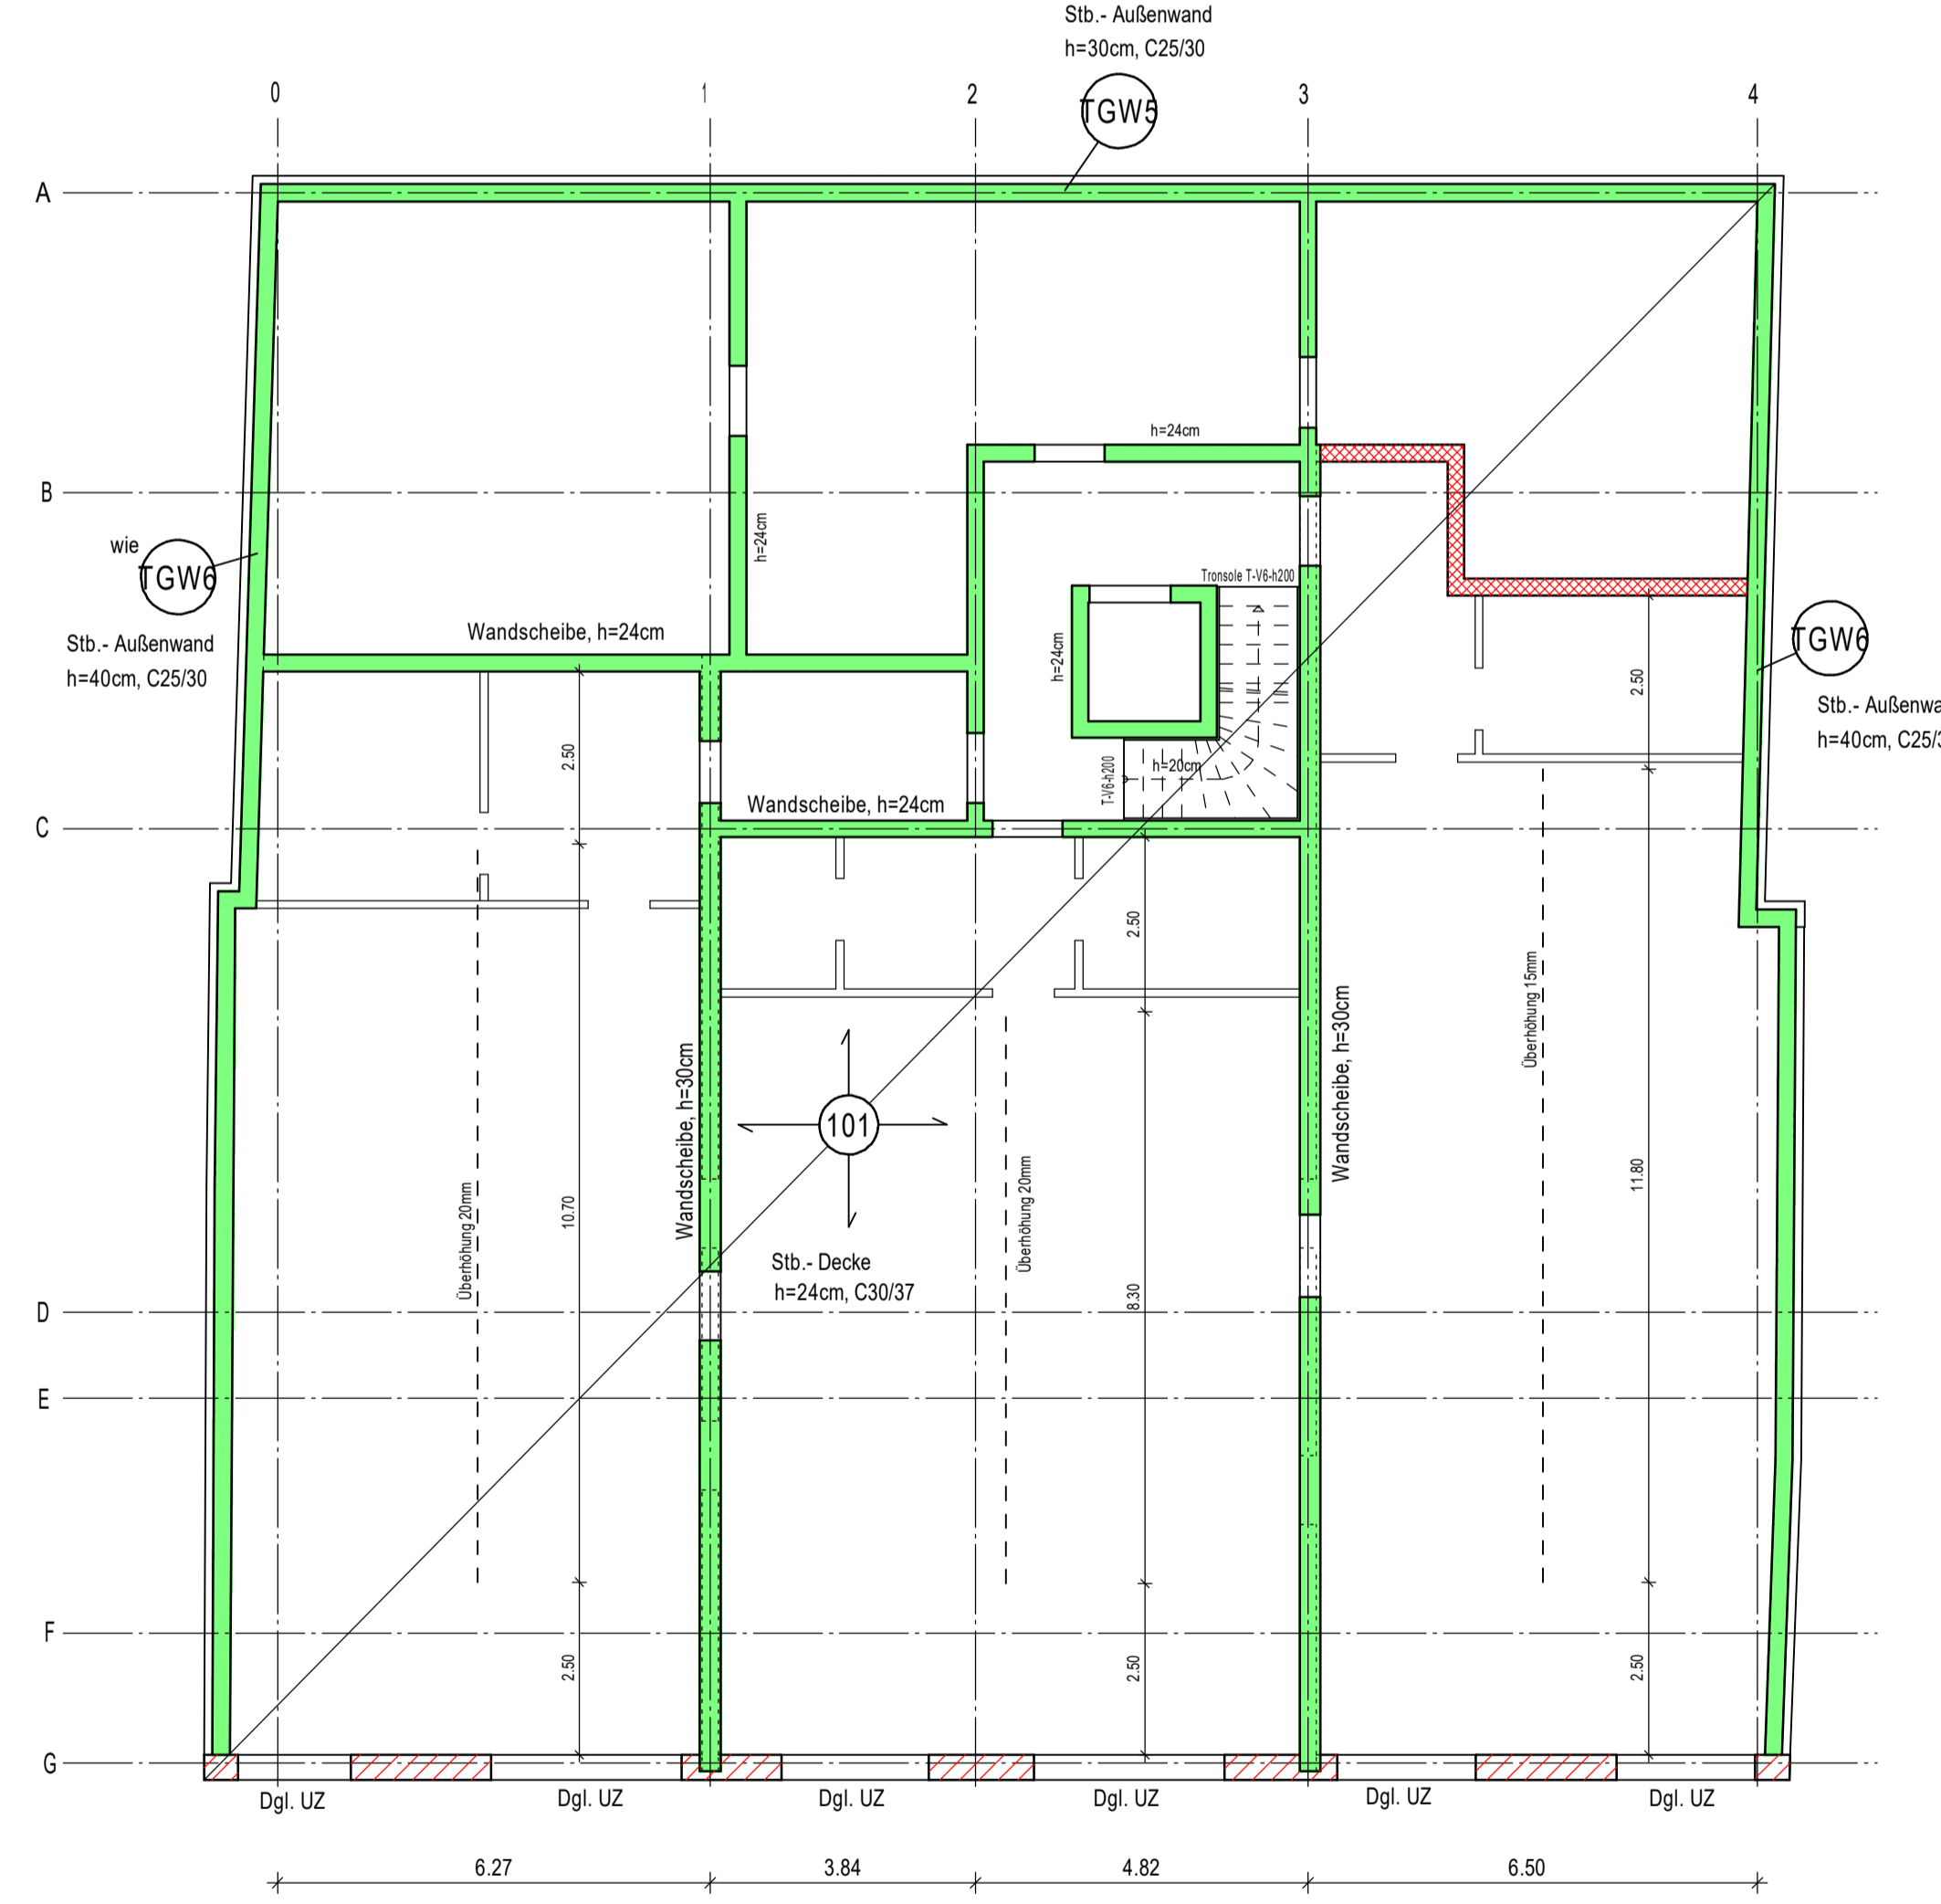 Stb.- Außenwand
h=30cm, C25/30
TGW5
0
1
2
3
4
A
h=24cm
B
h=24cm
wie
TGW6
Stb.- Außenwand
h=40cm, C25/30
Tronsole T-V6-h200
Wandscheibe, h=24cm
h=24cm
TGW6
2.50
Stb.- Außenwa
h=40cm, C25/3
2.50
T-V6-h200
h=20cm
Wandscheibe, h=24cm
C
2.50
Überhöhung 15mm
Wandscheibe, h=30cm
Wandscheibe, h=30cm
101
11.80
Überhöhung 20mm
10.70
Überhöhung 20mm
Stb.- Decke
h=24cm, C30/37
8.30
D
E
F
2.50
2.50
2.50
G
Dgl. UZ
Dgl. UZ
Dgl. UZ
Dgl. UZ
Dgl. UZ
Dgl. UZ
6.27
3.84
4.82
6.50